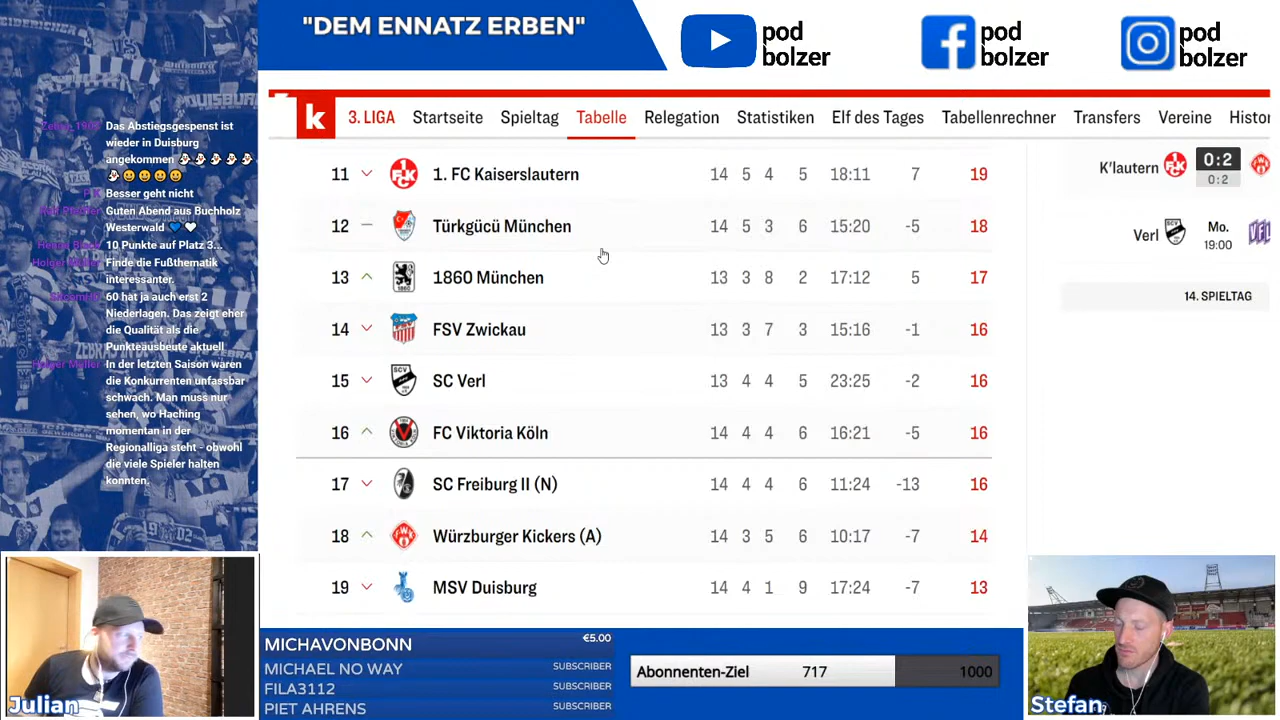 "DEM ENNATZ ERBEN"
pod
bolzer
pod
bolzer
pod
bolzer
k
3. LIGA Startseite Spieltag Tabelle Relegation Statistiken Elf des Tages Tabellenrechner Transfers Vereine Histor
11 1. FC Kaiserslautern 14 5 4 5 18:11 7 19
12 Türkgücü München 14 5 3 6 15:20 -5 18
13 1860 München 13 3 8 2 17:12 5 17
14 FSV Zwickau 13 3 7 3 15:16 -1 16
15 SC Verl 13 4 4 5 23:25 -2 16
16 FC Viktoria Köln 14 4 4 6 16:21 -5 16
17 SC Freiburg II (N) 14 4 4 6 11:24 -13 16
18 Würzburger Kickers (A) 14 3 5 6 10:17 -7 14
19 MSV Duisburg 14 4 1 9 17:24 -7 13
K'lautern 0:2
0:2
Verl Mo.
19:00
14. SPIELTAG
Das Abstiegsgespenst ist
wieder in Duisburg
angekommen
Besser geht nicht
Guten Abend aus Buchholz
Westerwald
10 Punkte auf Platz 3...
Finde die Fußthematik
interessanter.
60 hat ja auch erst 2
Niederlagen. Das zeigt eher
die Qualität als die
Punkteausbeute aktuell
Holger Müller In der letzten Saison waren
die Konkurrenten unfassbar
schwach. Man muss nur
sehen, wo Haching
momentan in der
Regionalliga steht - obwohl
die viele Spieler halten
konnten.
Julian
MICHAVONBONN €5.00
MICHAEL NO WAY SUBSCRIBER
FILA3112 SUBSCRIBER
PIET AHRENS SUBSCRIBER
Abonnenten-Ziel 717 1000
Stefan